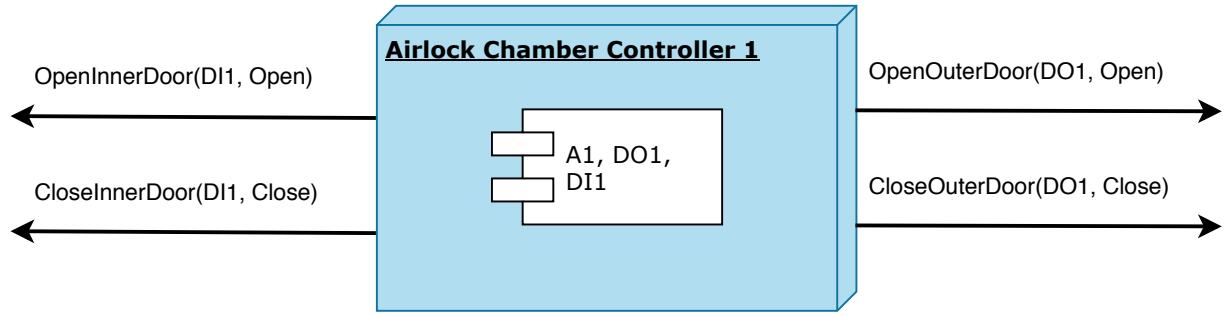 Airlock Chamber Controller 1
OpenInnerDoor(DI1, Open)
OpenOuterDoor(DO1, Open)
A1, DO1,
DI1
CloseInnerDoor(DI1, Close)
CloseOuterDoor(DO1, Close)